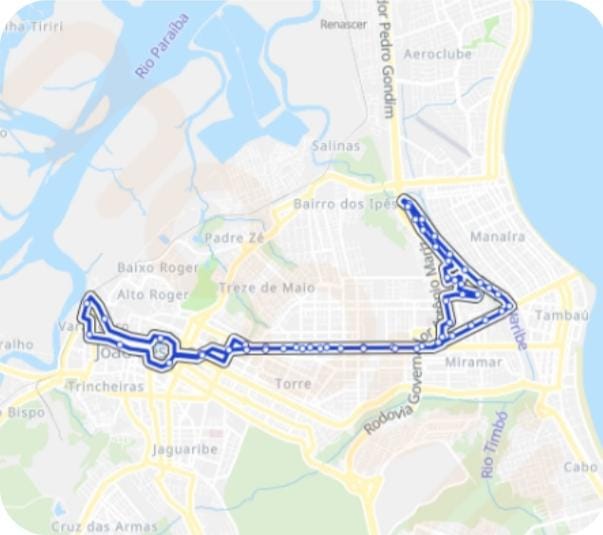 Renascer
dor Pedro Gondim
Aeroclube
ha Tiriri
Rio Paraíba
Salinas
Bairro dos Ipês
Manaíra
Padre Zé
Baixo Roger
Alto Roger
Treze de Maio
Tambaú
aribe
Var
João
ralho
Trincheiras
Torre
Miramar
Rodovia Governador
Bispo
Rio Timbó
Jaguaribe
Cabo
Cruz das Armas